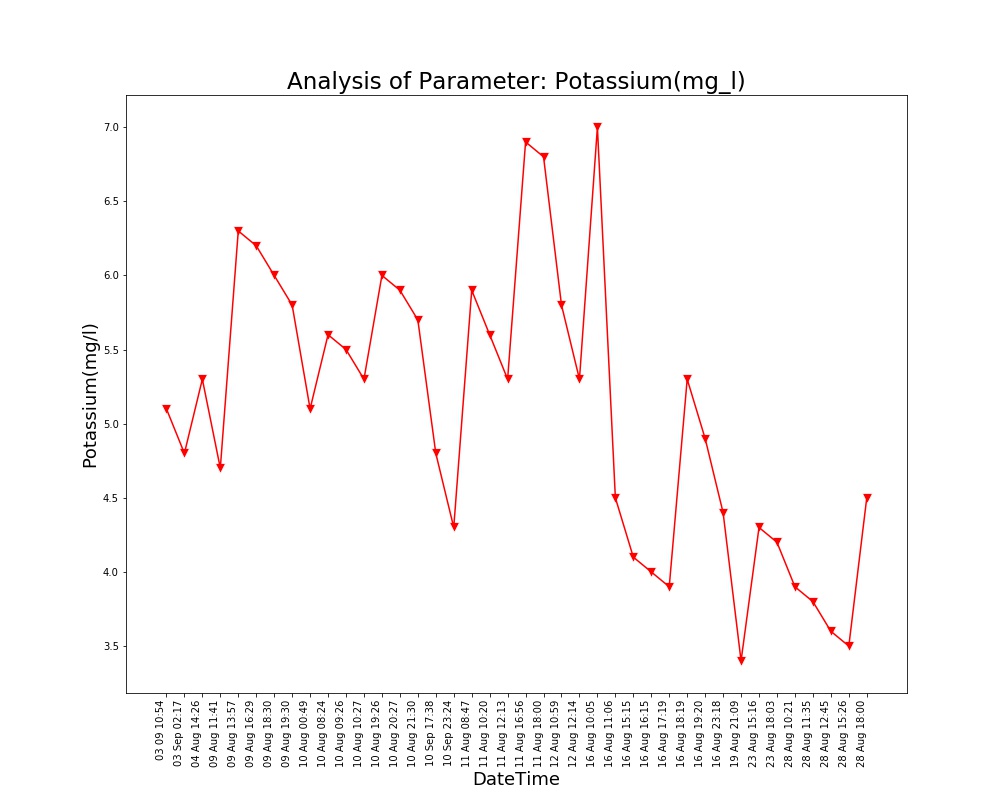 Analysis of Parameter: Potassium(mg_l)
7.0
6.5
6.0
5.5
5.0
4.5
4.0
3.5
Potassium(mg/l)
03 09 10:54
03 Sep 02:17
04 Aug 14:26
09 Aug 11:41
09 Aug 13:57
09 Aug 16:29
09 Aug 18:30
09 Aug 19:30
10 Aug 00:49
10 Aug 08:24
10 Aug 09:26
10 Aug 10:27
10 Aug 19:26
10 Aug 20:27
10 Aug 21:30
10 Sep 17:38
10 Sep 23:24
11 Aug 08:47
11 Aug 10:20
11 Aug 12:13
11 Aug 16:56
11 Aug 18:00
12 Aug 10:59
12 Aug 12:14
16 Aug 10:05
16 Aug 11:06
16 Aug 15:15
16 Aug 16:15
16 Aug 17:19
16 Aug 18:19
16 Aug 19:20
16 Aug 23:18
19 Aug 21:09
23 Aug 15:16
23 Aug 18:03
28 Aug 10:21
28 Aug 11:35
28 Aug 12:45
28 Aug 15:26
28 Aug 18:00
DateTime